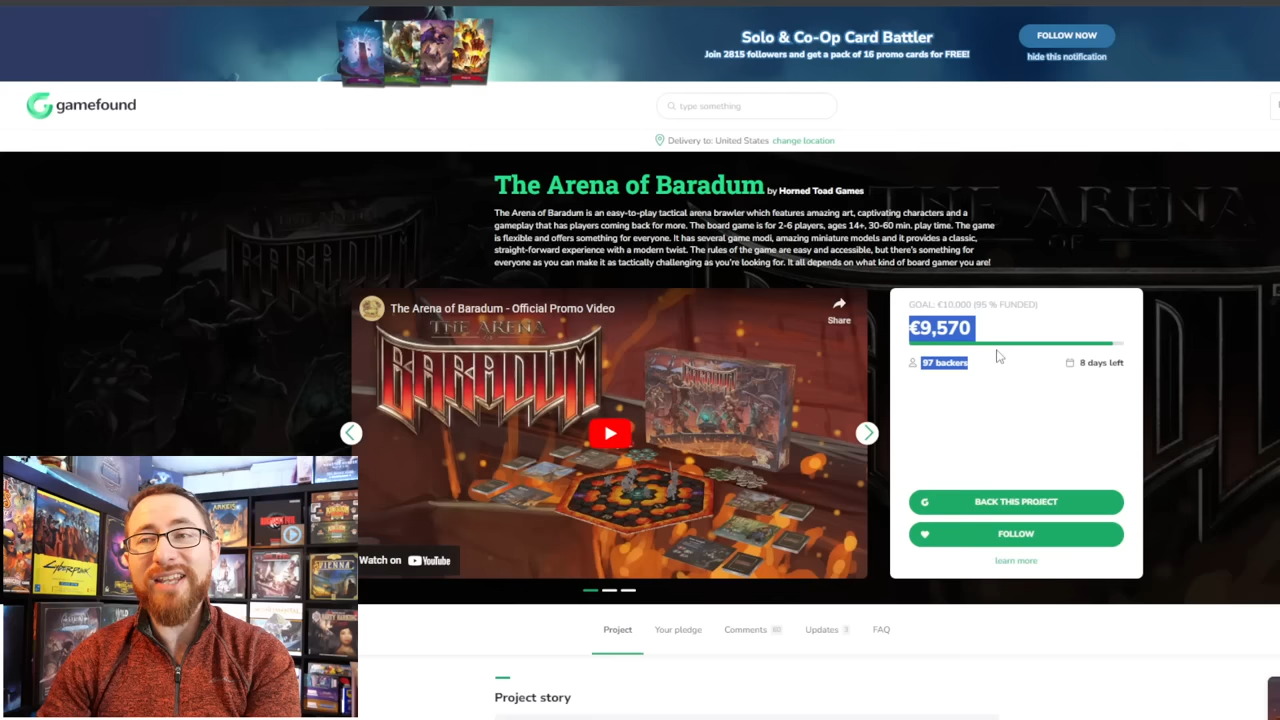 Solo & Co-Op Card Battler
Join 2815 followers and get a pack of 16 promo cards for FREE!
FOLLOW NOW
hide this notification
gamefound
type something
Delivery to: United States change location
The Arena of Baradum by Horned Toad Games
The Arena of Baradum is an easy-to-play tactical arena brawler which features amazing art, captivating characters and a
gameplay that has players coming back for more. The board game is for 2-6 players, ages 14+, 30-60 min. play time. The game
is flexible and offers something for everyone. It has several game modi, amazing miniature models and it provides a classic,
straight-forward experience with a modern twist. The rules of the game are easy and accessible, but there's something for
everyone as you can make it as tactically challenging as you're looking for. It all depends on what kind of board gamer you are!
The Arena of Baradum - Official Promo Video
Share
THE ARENA
OF
BARADUM
Watch on YouTube
GOAL: €10,000 (95 % FUNDED)
€9,570
97 backers
8 days left
BACK THIS PROJECT
FOLLOW
learn more
CYBERPUNK
VIENNA
Project
Your pledge
Comments 60
Updates 3
FAQ
Project story